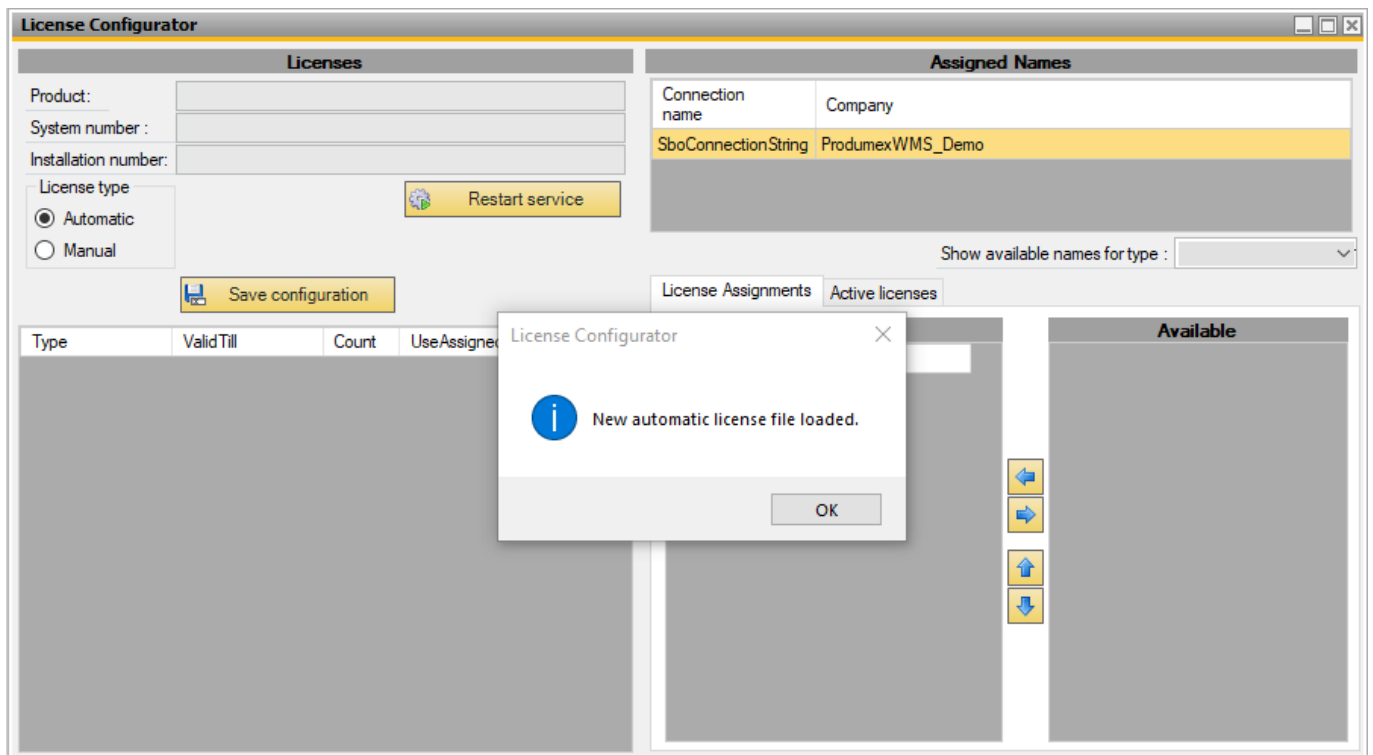 License Configurator
Licenses
Product:
System number :
Installation number:
License type
Automatic
Manual
Restart service
Save configuration
Type ValidTill Count UseAssigned
Assigned Names
Connection name Company
SboConnectionString ProdumexWMS_Demo
Show available names for type :
License Assignments Active licenses
Available
License Configurator
New automatic license file loaded.
OK